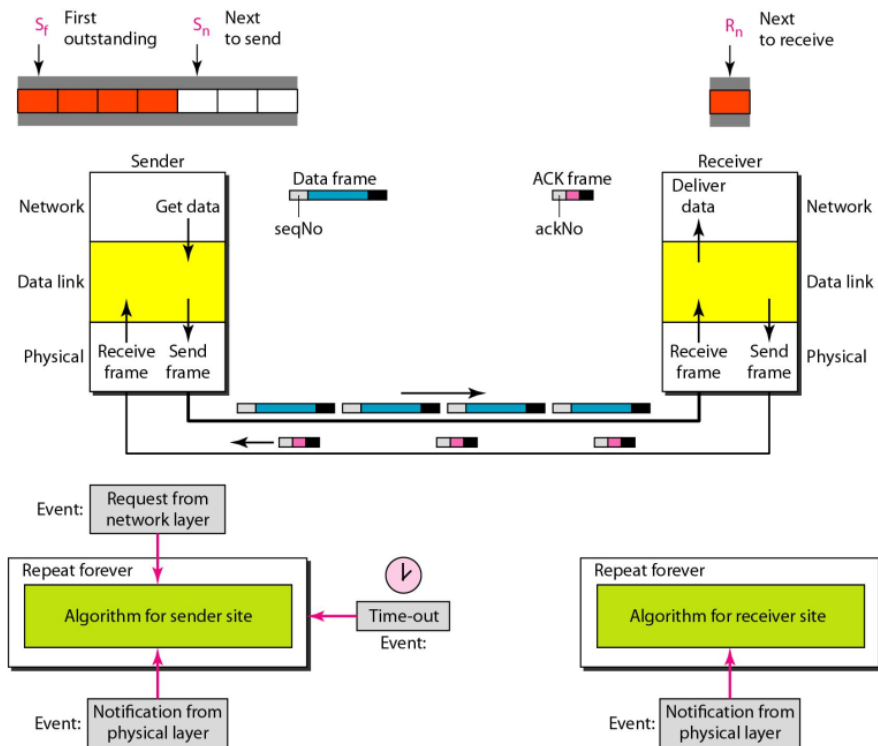 Sf First outstanding
Sn Next to send
Rn Next to receive
Sender
Receiver
Network
Get data
Data frame
seqNo
ACK frame
ackNo
Deliver data
Network
Data link
Data link
Physical
Receive frame
Send frame
Receive frame
Send frame
Physical
Event:
Request from network layer
Repeat forever
Algorithm for sender site
Time-out
Event:
Repeat forever
Algorithm for receiver site
Event:
Notification from physical layer
Event:
Notification from physical layer